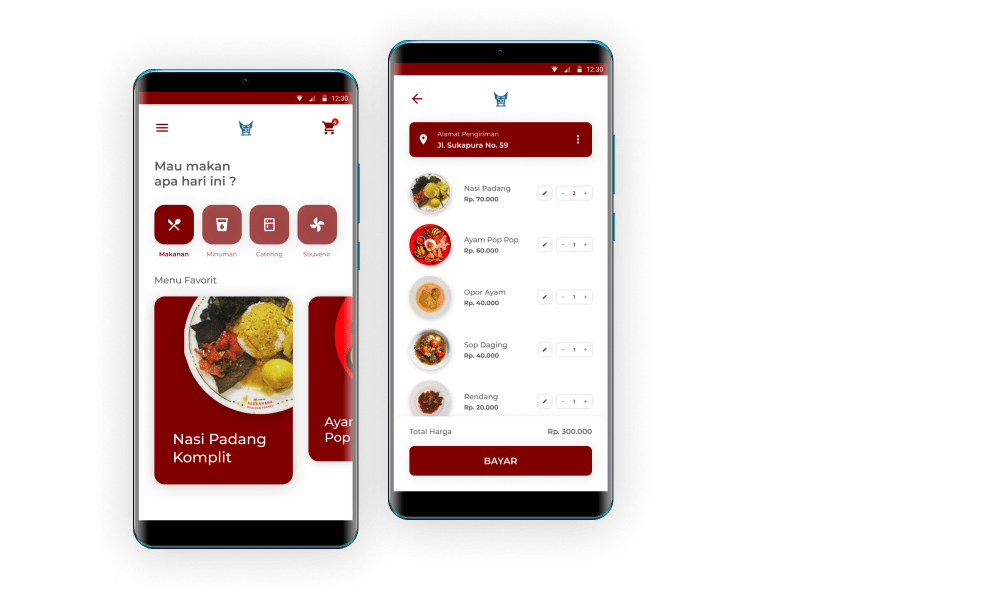 12:30
Mau makan
apa hari ini ?
Makanan
Minuman
Catering
Souvenir
Menu Favorit
Nasi Padang
Komplit
Ayar
Pop
12:30
Alamat Pengiriman
Jl. Sukapura No. 59
Nasi Padang
Rp. 70.000
− 2 +
Ayam Pop Pop
Rp. 60.000
− 1 +
Opor Ayam
Rp. 40.000
− 1 +
Sop Daging
Rp. 40.000
− 1 +
Rendang
Rp. 20.000
− 1 +
Total Harga
Rp. 300.000
BAYAR